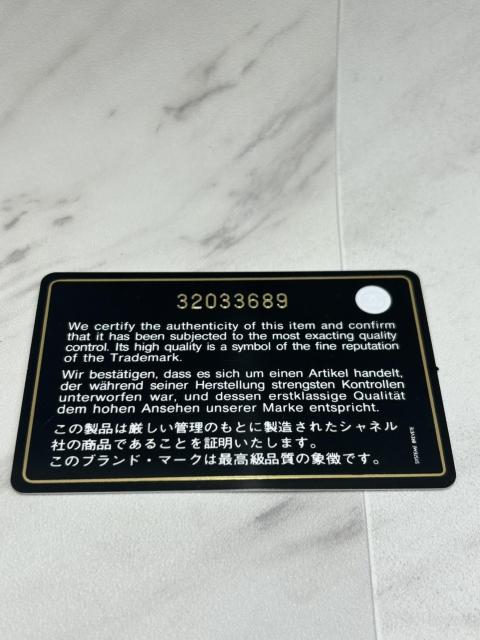 32033689
We certify the authenticity of this item and confirm
that it has been subjected to the most exacting quality
control. Its high quality is a symbol of the fine reputation
of the Trademark.
Wir bestätigen, dass es sich um einen Artikel handelt,
der während seiner Herstellung strengsten Kontrollen
unterworfen war, und dessen erstklassige Qualität
dem hohen Ansehen unserer Marke entspricht.
この製品は厳しい管理のもとに製造されたシャネル
社の商品であることを証明いたします。
このブランド・マークは最高級品質の象徴です。